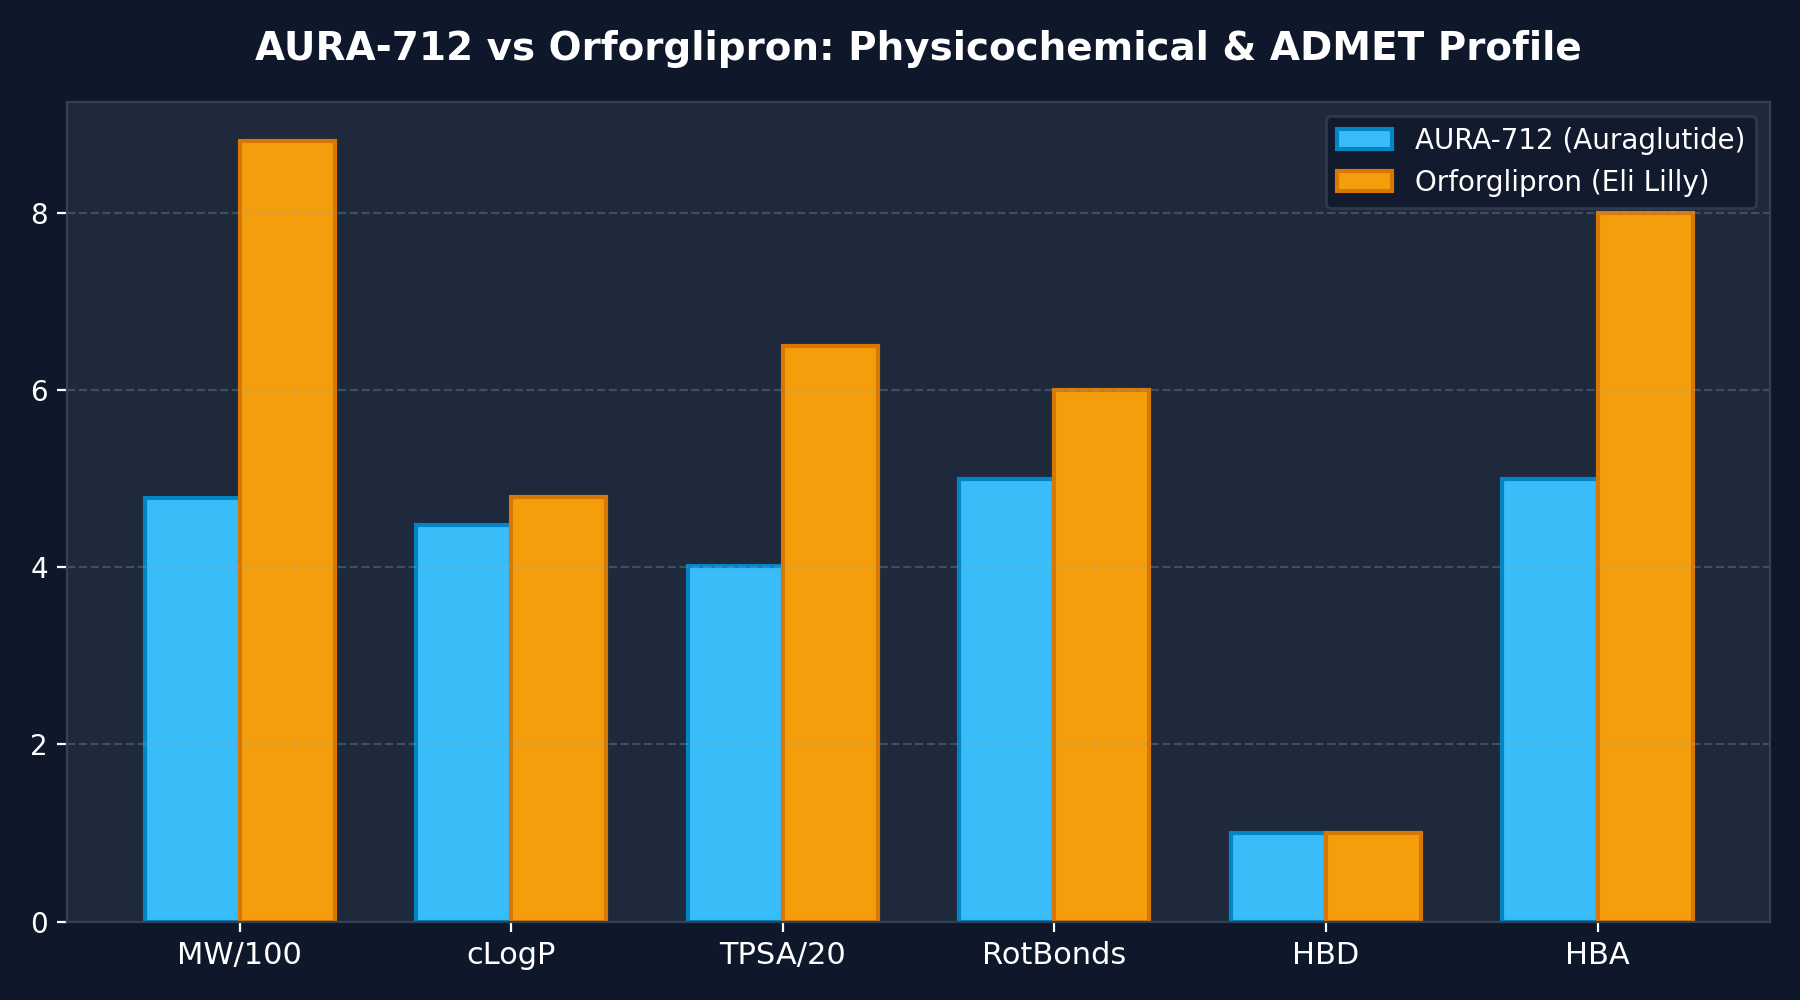 AURA-712 vs Orforglipron: Physicochemical & ADMET Profile
AURA-712 (Auraglutide)
Orforglipron (Eli Lilly)
8
6
4
2
0
MW/100 cLogP TPSA/20 RotBonds HBD HBA